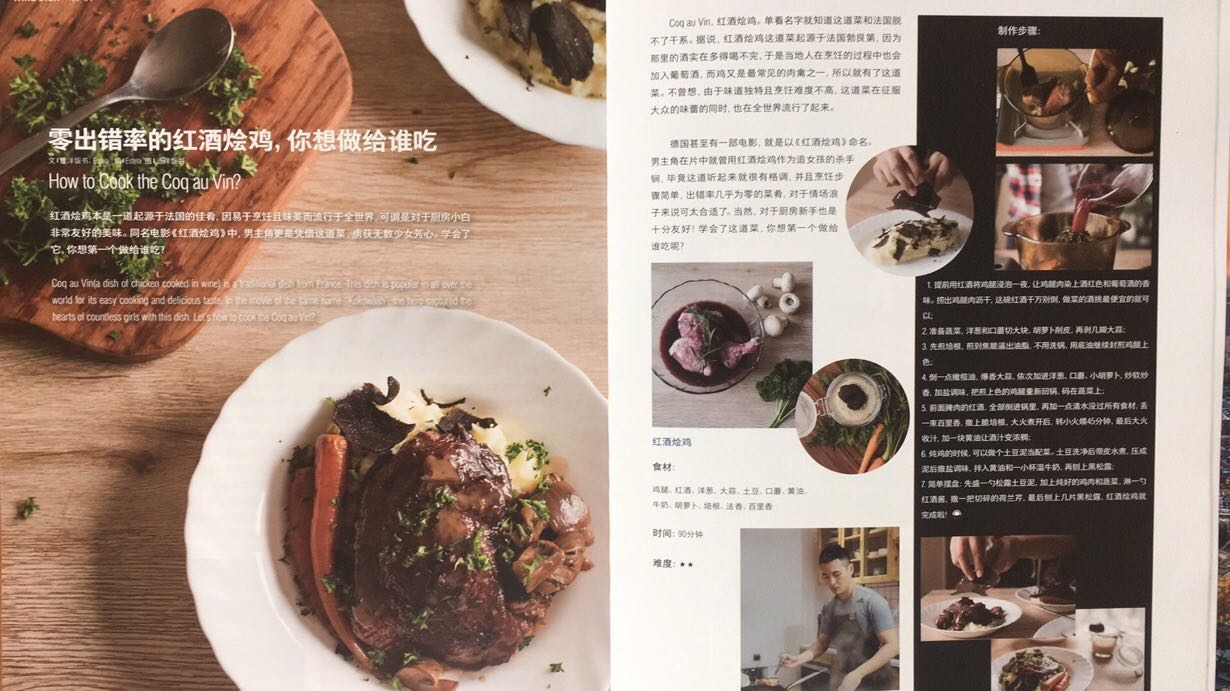 零出错率的红酒烩鸡，你想做给谁吃
How to Cook the Coq au Vin?
红酒烩鸡本是一道起源于法国的佳肴，因易于烹饪且味美而流行于全世界，可谓是对于厨房小白
非常友好的美味。同名电影《红酒烩鸡》中，男主角更是凭借这道菜，虏获无数少女芳心。学会了
它，你想第一个做给谁吃？
Coq au Vin(a dish of chicken cooked in wine) is a traditional dish from France. This dish is popular in all over the
world for its easy cooking and delicious taste. In the movie of the same name "Kokowääh", the hero captured the
hearts of countless girls with this dish. Let's how to cook the Coq au Vin?
Coq au Vin，红酒烩鸡。单看名字就知道这道菜和法国脱
不了干系。据说，红酒烩鸡这道菜起源于法国勃艮第，因为
那里的酒实在多得喝不完，于是当地人在烹饪的过程中也会
加入葡萄酒，而鸡又是最常见的肉禽之一，所以就有了这道
菜。不曾想，由于味道独特且烹饪难度不高，这道菜在征服
大众的味蕾的同时，也在全世界流行了起来。
德国甚至有一部电影，就是以《红酒烩鸡》命名。
男主角在片中就曾用红酒烩鸡作为追女孩的杀手
锏，毕竟这道听起来就很有格调，并且烹饪步
骤简单，出错率几乎为零的菜肴，对于情场浪
子来说可太合适了。当然，对于厨房新手也是
十分友好！学会了这道菜，你想第一个做给
谁吃呢？
红酒烩鸡
食材：
鸡腿、红酒、洋葱、大蒜、土豆、口蘑、黄油、
牛奶、胡萝卜、培根、法香、百里香
时间：90分钟
难度：★★
制作步骤：
1. 提前用红酒将鸡腿浸泡一夜，让鸡腿肉染上酒红色和葡萄酒的香
味。捞出鸡腿肉沥干，这碗红酒千万别倒，做菜的酒挑最便宜的就可
以；
2. 准备蔬菜，洋葱和口蘑切大块，胡萝卜削皮，再剥几瓣大蒜；
3. 先煎培根，煎到焦脆逼出油脂，不用洗锅，用底油继续封煎鸡腿上
色；
4. 倒一点橄榄油，爆香大蒜，依次加进洋葱、口蘑、小胡萝卜，炒软炒
香，加盐调味，把煎上色的鸡腿重新回锅，码在蔬菜上；
5. 前面腌肉的红酒，全部倒进锅里，再加一点清水没过所有食材，丢
一束百里香，撒上脆培根，大火煮开后，转小火煨45分钟，最后大火
收汁，加一块黄油让酒汁变浓稠；
6. 炖鸡的时候，可以做个土豆泥当配菜。土豆洗净后带皮水煮，压成
泥后撒盐调味，拌入黄油和一小杯温牛奶，再刨上黑松露；
7. 简单摆盘：先盛一勺松露土豆泥，加上炖好的鸡肉和蔬菜，淋一勺
红酒酱，撒一把切碎的荷兰芹，最后刨上几片黑松露，红酒烩鸡就
完成啦！